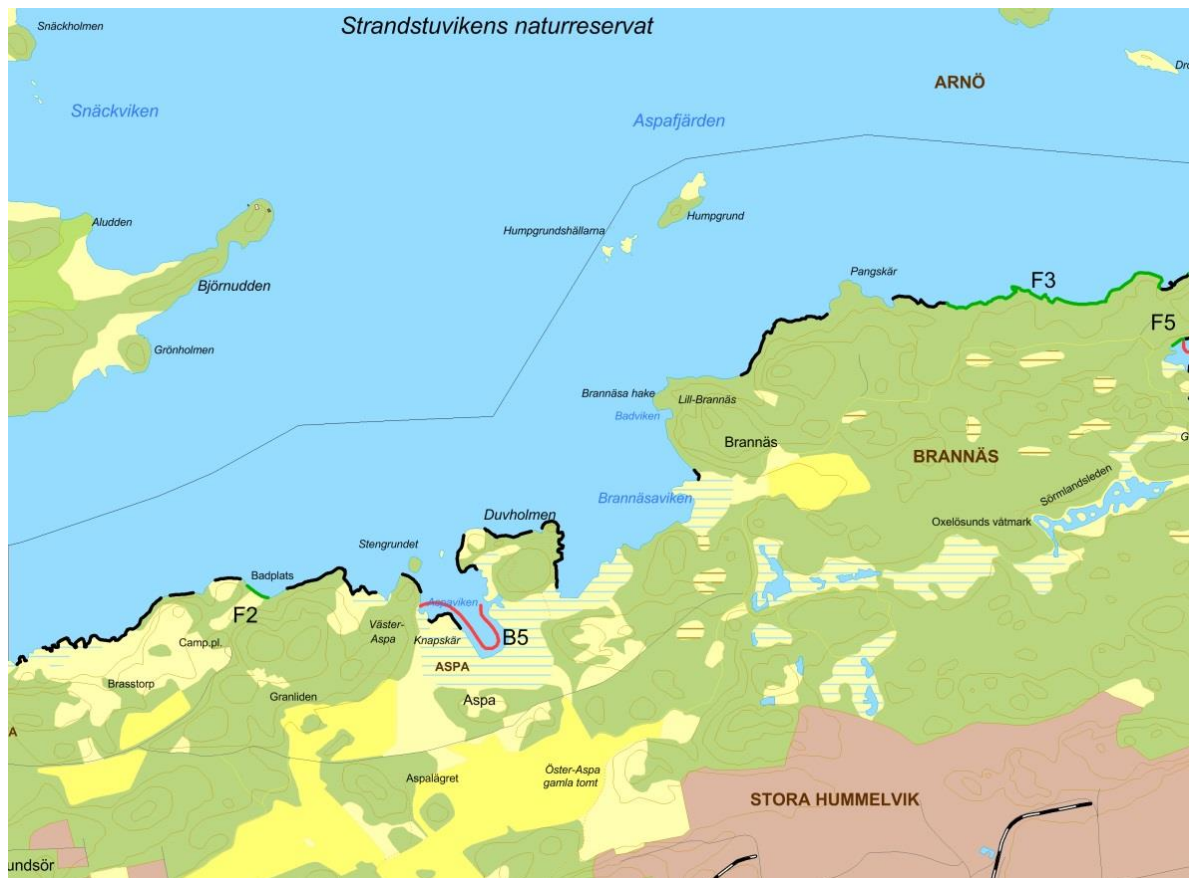 Strandstuvikens naturreservat
Snäckholmen
ARNÖ
Snäckviken
Aspafjärden
Aludden
Humpgrund
Humpgrundshällarna
Björnudden
Pangskär
F3
F5
Grönholmen
Brannäsa hake
Lill-Brannäs
Badviken
Brannäs
BRANNÄS
Brannäsaviken
Sörmlandsleden
Duvholmen
Oxelösunds våtmark
Stengrundet
Badplats
Aspaviken
F2
Väster-
Aspa
Knapskär
B5
Camp.pl.
ASPA
Brasstorp
Granliden
Aspa
Aspalägret
Öster-Aspa
gamla tomt
STORA HUMMELVIK
undsör